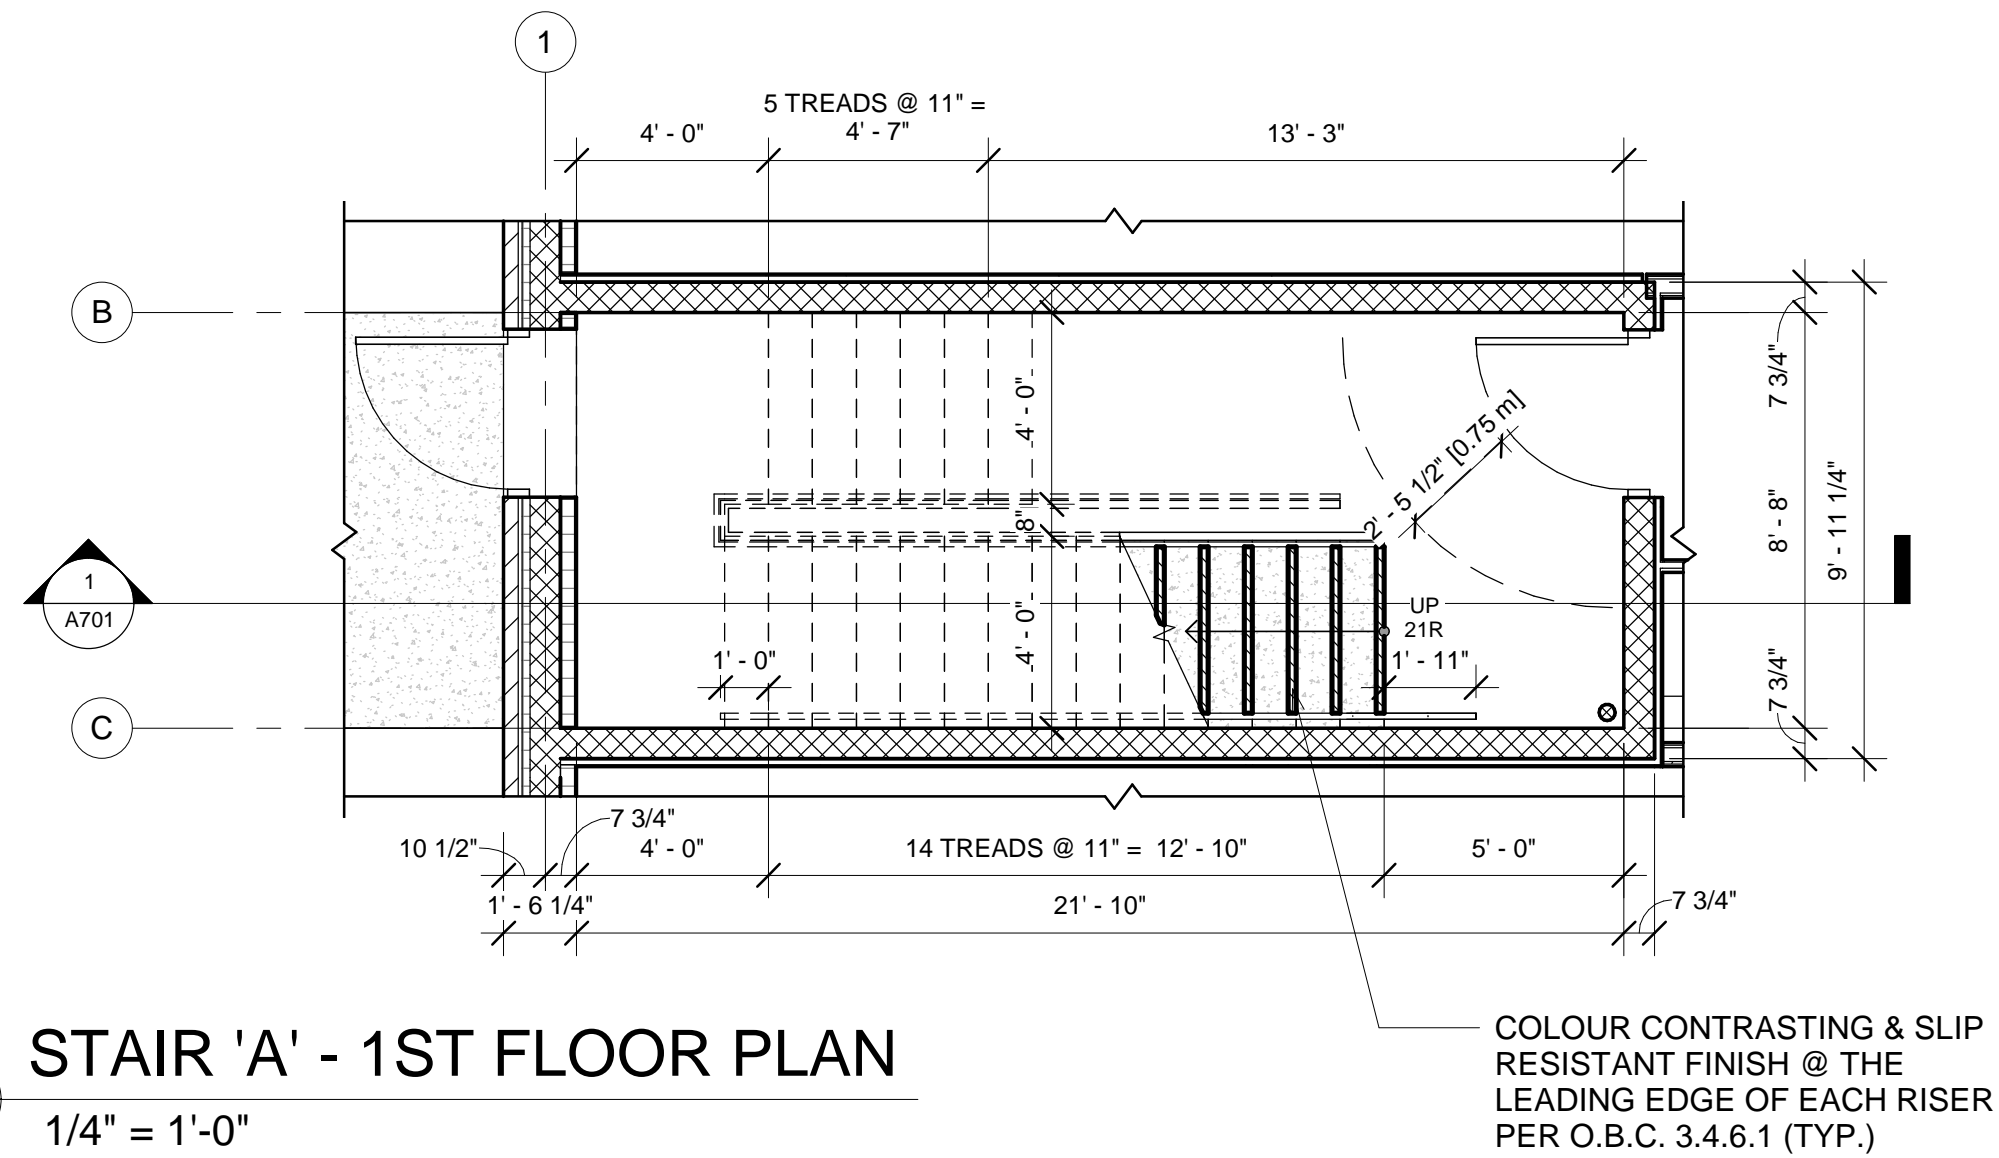 1
5 TREADS @ 11" =
4' - 0"
4' - 7"
13' - 3"
B
7 3/4"
4' - 0"
2' - 5 1/2" [0.75 m]
8"
8' - 8"
9' - 11 1/4"
1
A701
UP
21R
4' - 0"
1' - 0"
1' - 11"
7 3/4"
C
7 3/4"
10 1/2"
4' - 0"
14 TREADS @ 11" = 12' - 10"
5' - 0"
1' - 6 1/4"
21' - 10"
7 3/4"
STAIR 'A' - 1ST FLOOR PLAN
1/4" = 1'-0"
COLOUR CONTRASTING & SLIP
RESISTANT FINISH @ THE
LEADING EDGE OF EACH RISER
PER O.B.C. 3.4.6.1 (TYP.)